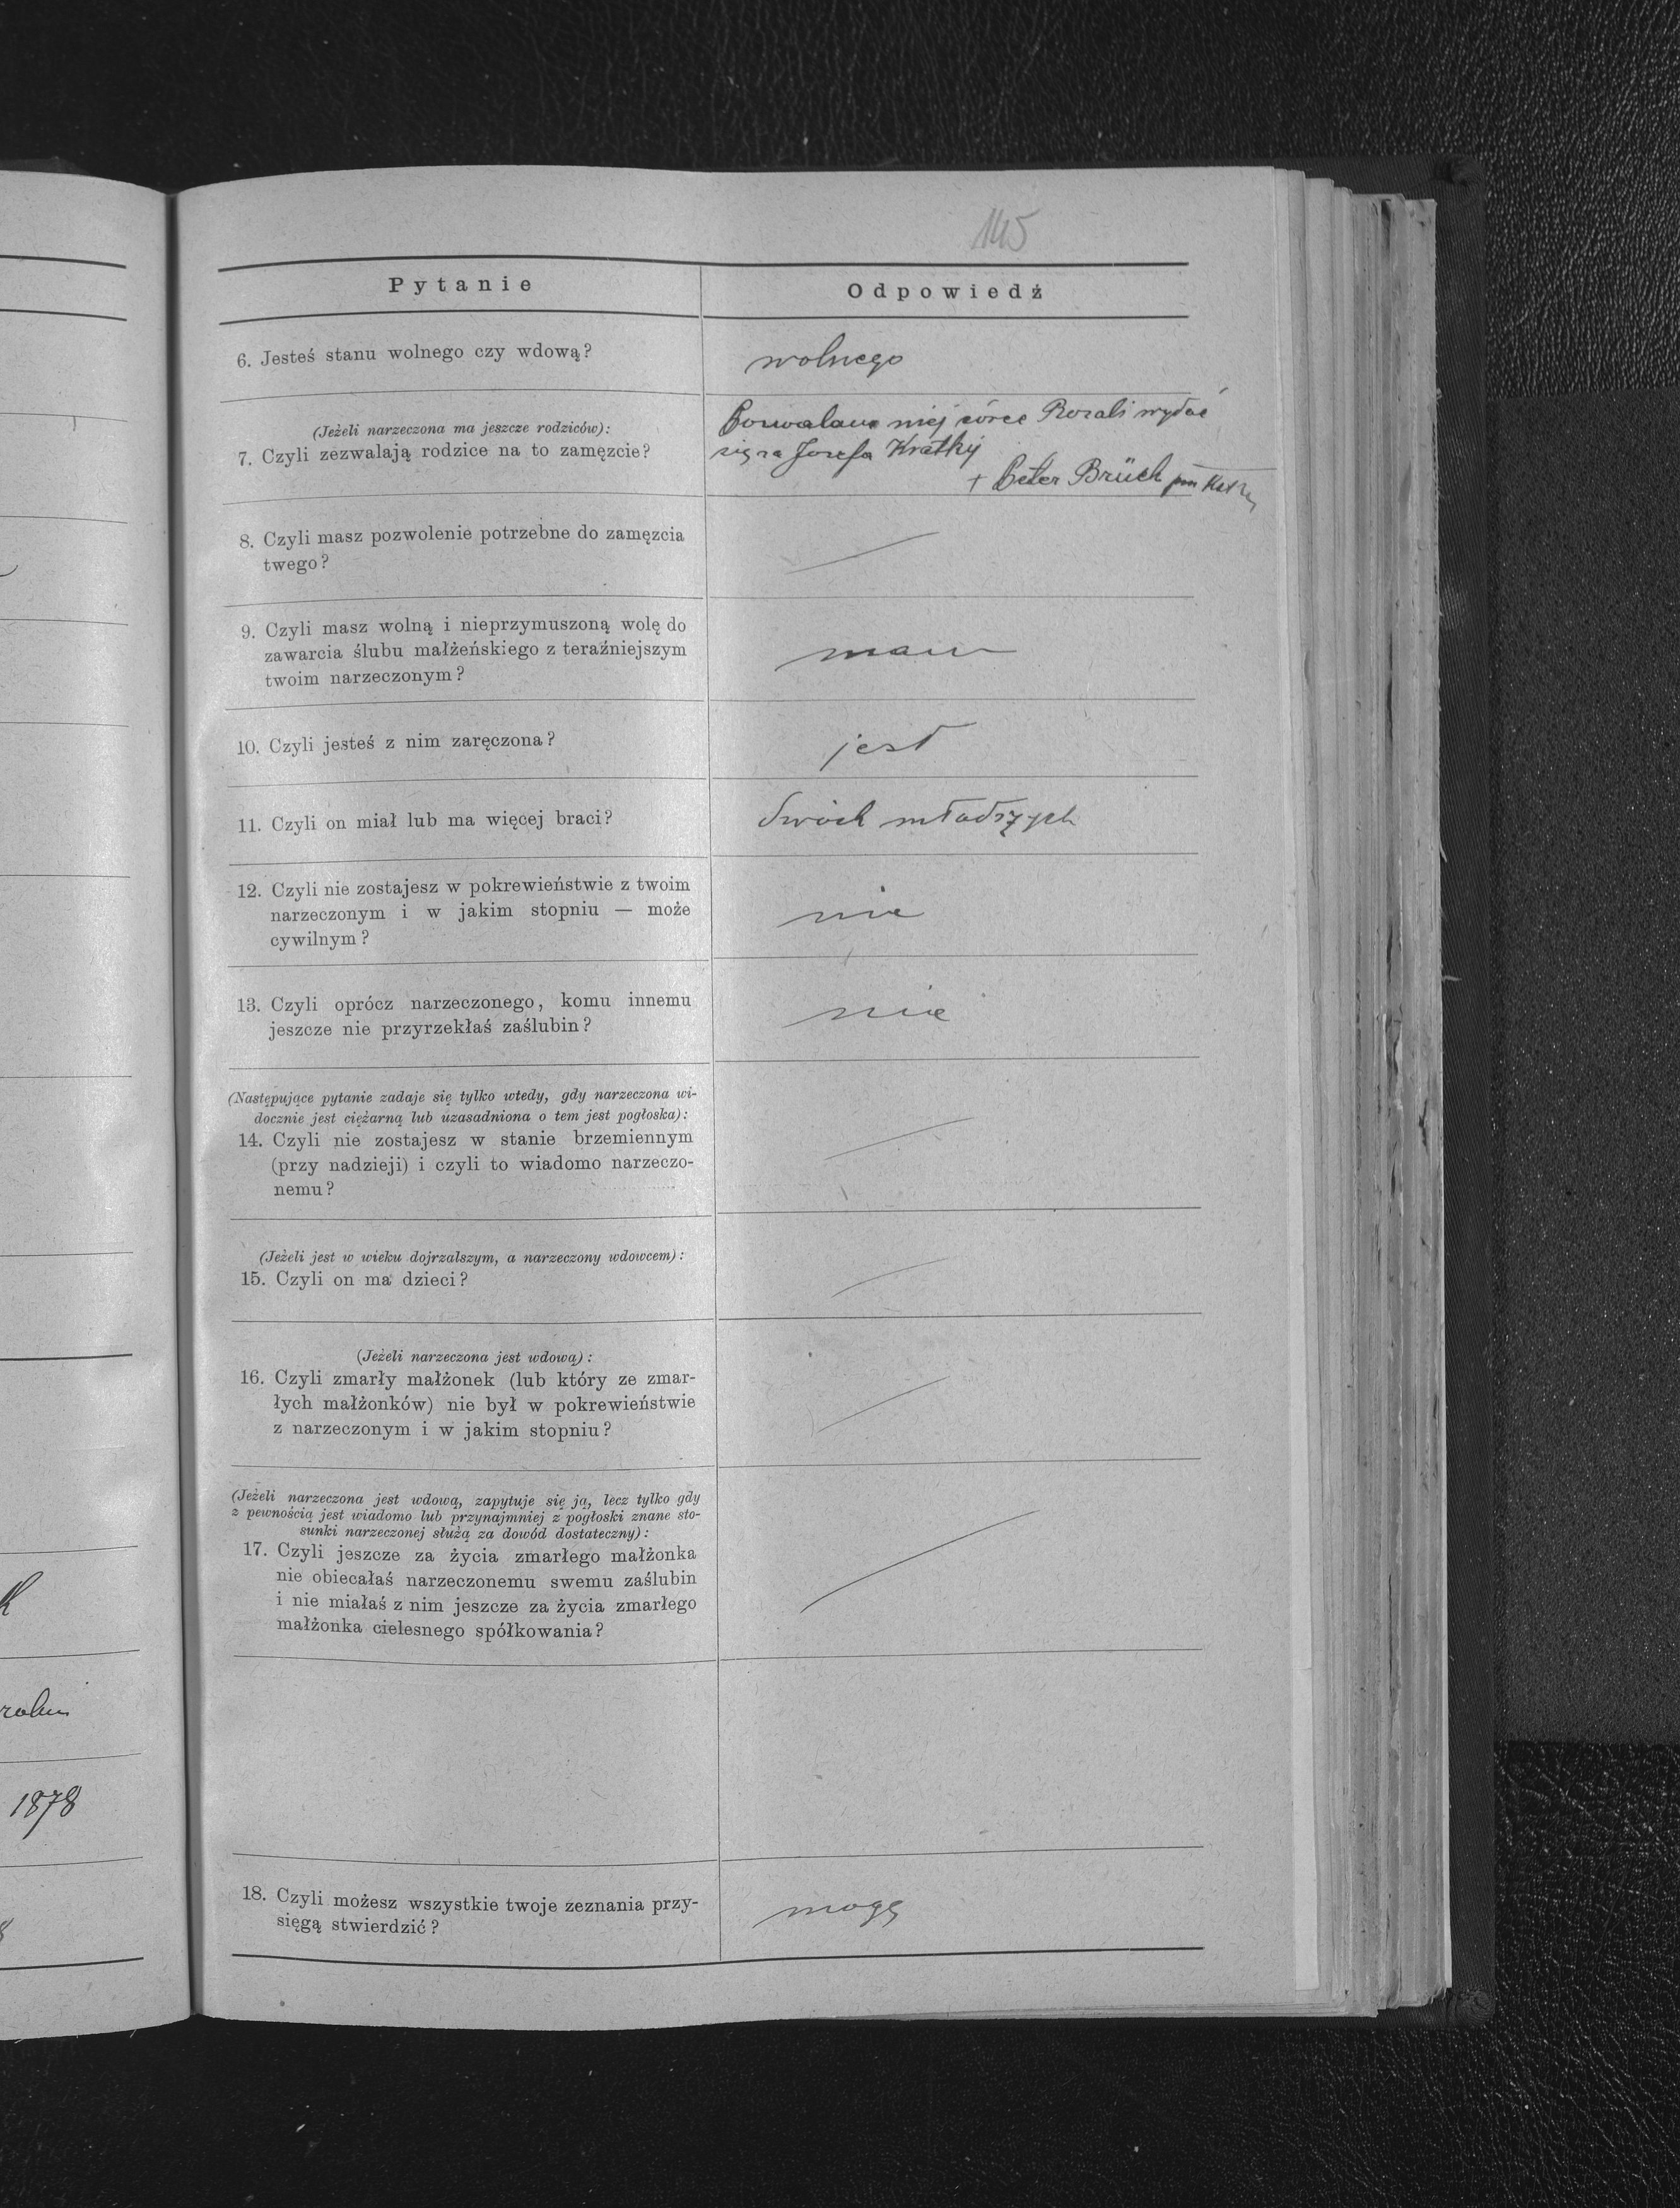 145
Pytanie
Odpowiedź
6. Jesteś stanu wolnego czy wdową?
wolnego
(Jeżeli narzeczona ma jeszcze rodziców):
7. Czyli zezwalają rodzice na to zamęzcie?
Pozwalam mej córce Rozali wydać
się za Josefa Kratky
+ Peter Brüch
8. Czyli masz pozwolenie potrzebne do zamęzcia
twego?
9. Czyli masz wolną i nieprzymuszoną wolę do
zawarcia ślubu małżeńskiego z teraźniejszym
twoim narzeczonym?
mam
10. Czyli jesteś z nim zaręczona?
jest
11. Czyli on miał lub ma więcej braci?
dwóch młodszych
12. Czyli nie zostajesz w pokrewieństwie z twoim
narzeczonym i w jakim stopniu — może
cywilnym?
nie
13. Czyli oprócz narzeczonego, komu innemu
jeszcze nie przyrzekłaś zaślubin?
nie
(Następujące pytanie zadaje się tylko wtedy, gdy narzeczona wi-
docznie jest ciężarną lub uzasadniona o tem jest pogłoska):
14. Czyli nie zostajesz w stanie brzemiennym
(przy nadzieji) i czyli to wiadomo narzeczo-
nemu?
(Jeżeli jest w wieku dojrzalszym, a narzeczony wdowcem):
15. Czyli on ma dzieci?
(Jeżeli narzeczona jest wdową):
16. Czyli zmarły małżonek (lub który ze zmar-
łych małżonków) nie był w pokrewieństwie
z narzeczonym i w jakim stopniu?
(Jeżeli narzeczona jest wdową, zapytuje się ją, lecz tylko gdy
z pewnością jest wiadomo lub przynajmniej z pogłoski znane sto-
sunki narzeczonej służą za dowód dostateczny):
17. Czyli jeszcze za życia zmarłego małżonka
nie obiecałaś narzeczonemu swemu zaślubin
i nie miałaś z nim jeszcze za życia zmarłego
małżonka cielesnego spółkowania?
1878
18. Czyli możesz wszystkie twoje zeznania przy-
sięgą stwierdzić?
mogę